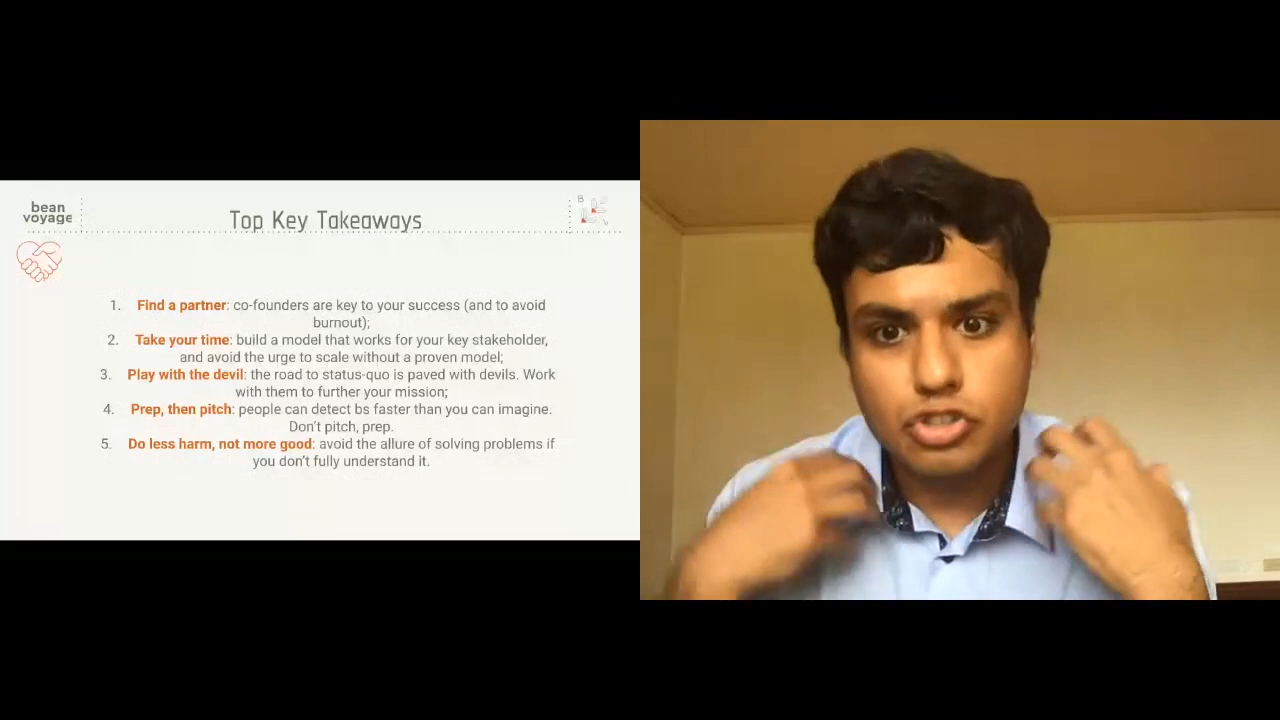 bean
voyage
Top Key Takeaways
B
1. Find a partner: co-founders are key to your success (and to avoid
burnout);
2. Take your time: build a model that works for your key stakeholder,
and avoid the urge to scale without a proven model;
3. Play with the devil: the road to status-quo is paved with devils. Work
with them to further your mission;
4. Prep, then pitch: people can detect bs faster than you can imagine.
Don't pitch, prep.
5. Do less harm, not more good: avoid the allure of solving problems if
you don't fully understand it.